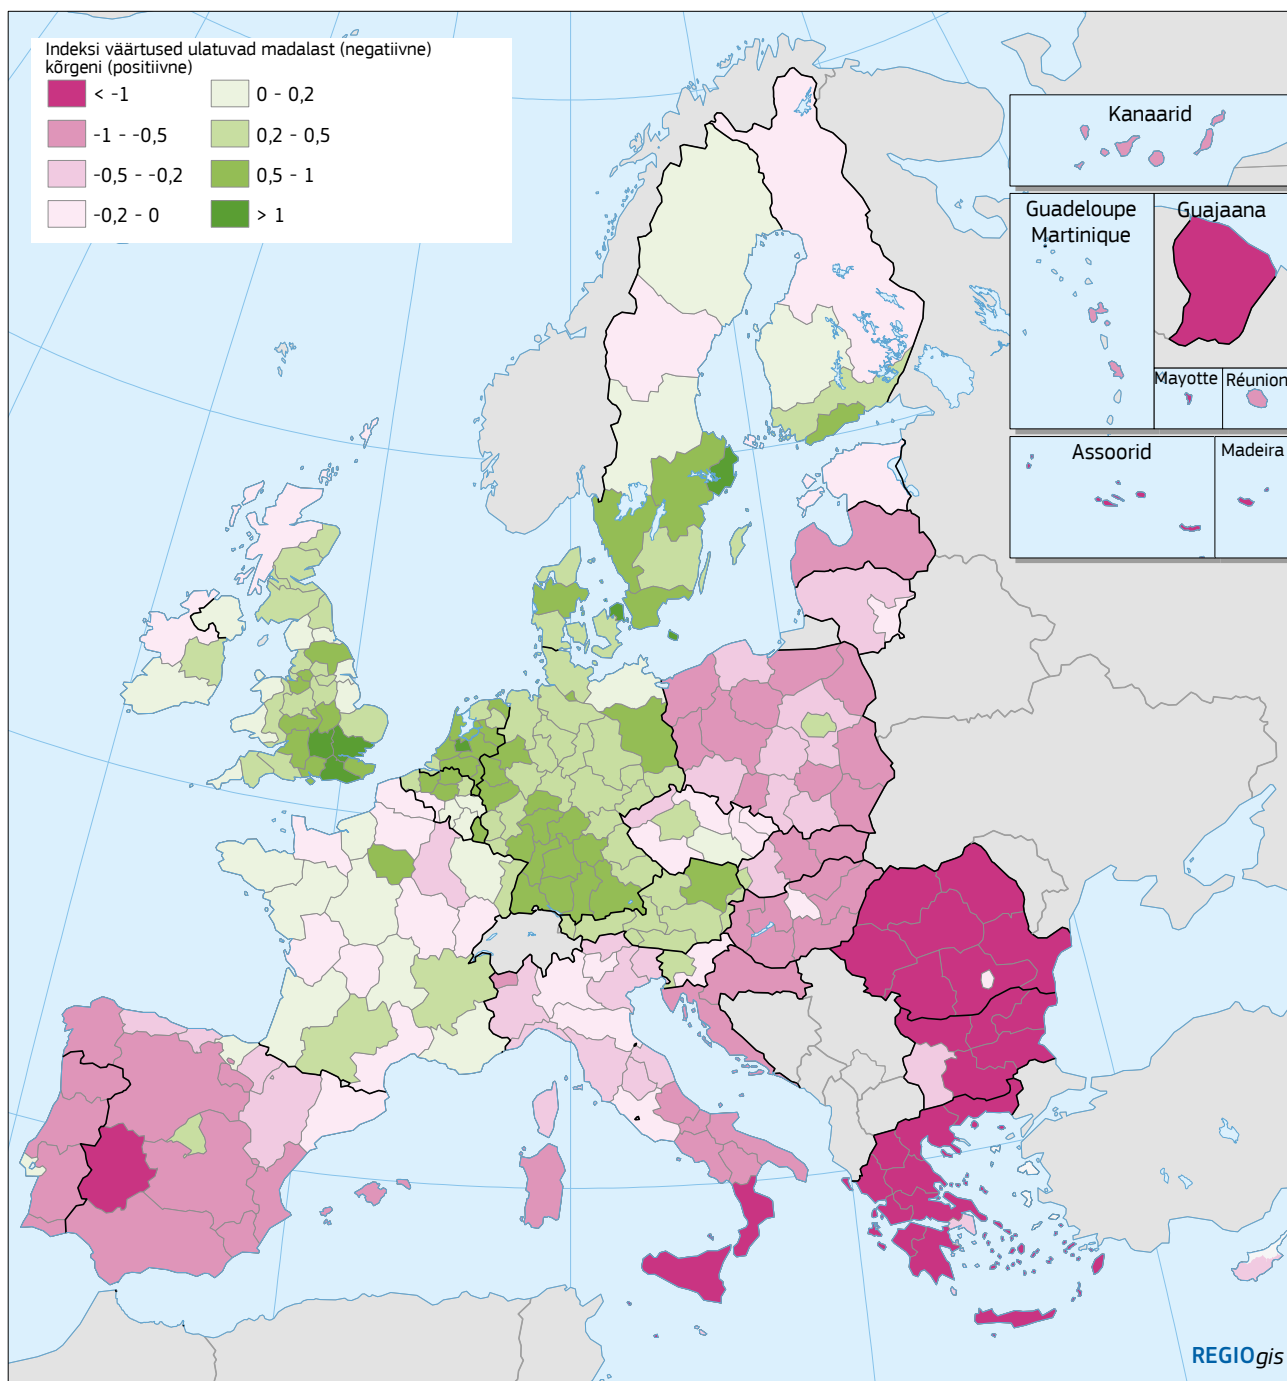 Indeksi väärtused ulatuvad madalast (negatiivne)
kõrgeni (positiivne)
< -1
-1 - -0,5
-0,5 - -0,2
-0,2 - 0
0 - 0,2
0,2 - 0,5
0,5 - 1
> 1
Kanaarid
Guadeloupe
Martinique
Guajaana
Mayotte
Réunion
Assoorid
Madeira
REGIOgis